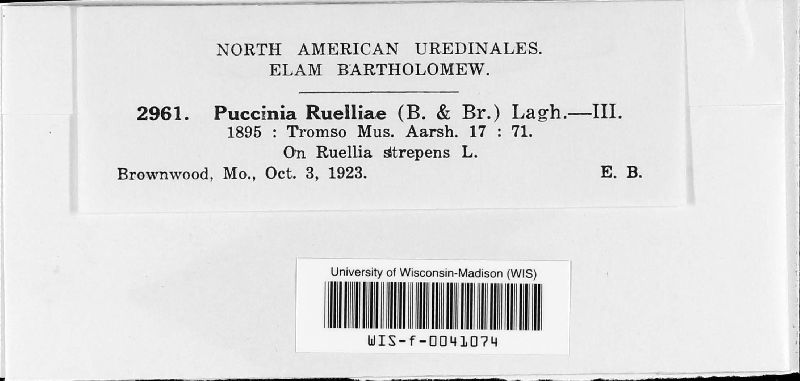 NORTH AMERICAN UREDINALES.
ELAM BARTHOLOMEW.
2961. Puccinia Ruelliae (B. & Br.) Lagh.—III.
1895 : Tromso Mus. Aarsh. 17 : 71.
On Ruellia strepens L.
Brownwood, Mo., Oct. 3, 1923. E. B.
University of Wisconsin-Madison (WIS)
WIS-f-0041074